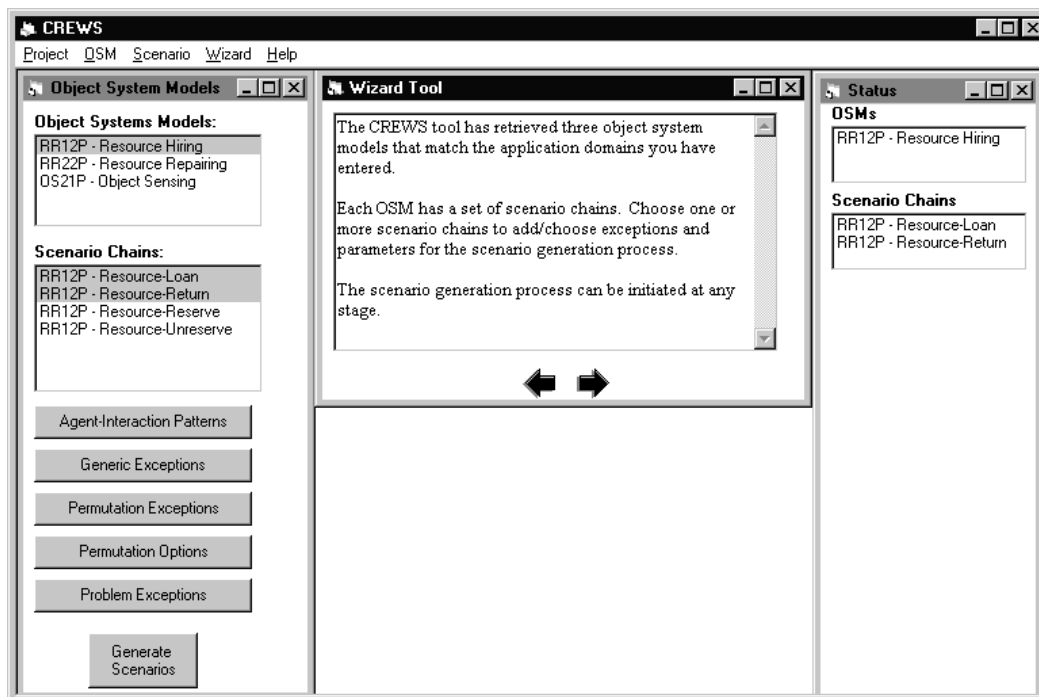 CREWS
Project OSM Scenario Wizard Help
Object System Models
Object Systems Models:
RR12P - Resource Hiring
RR22P - Resource Repairing
OS21P - Object Sensing
Scenario Chains:
RR12P - Resource-Loan
RR12P - Resource-Return
RR12P - Resource-Reserve
RR12P - Resource-Unreserve
Agent-Interaction Patterns
Generic Exceptions
Permutation Exceptions
Permutation Options
Problem Exceptions
Generate
Scenarios
Wizard Tool
The CREWS tool has retrieved three object system
models that match the application domains you have
entered.
Each OSM has a set of scenario chains. Choose one or
more scenario chains to add/choose exceptions and
parameters for the scenario generation process.
The scenario generation process can be initiated at any
stage.
Status
OSMs
RR12P - Resource Hiring
Scenario Chains
RR12P - Resource-Loan
RR12P - Resource-Return